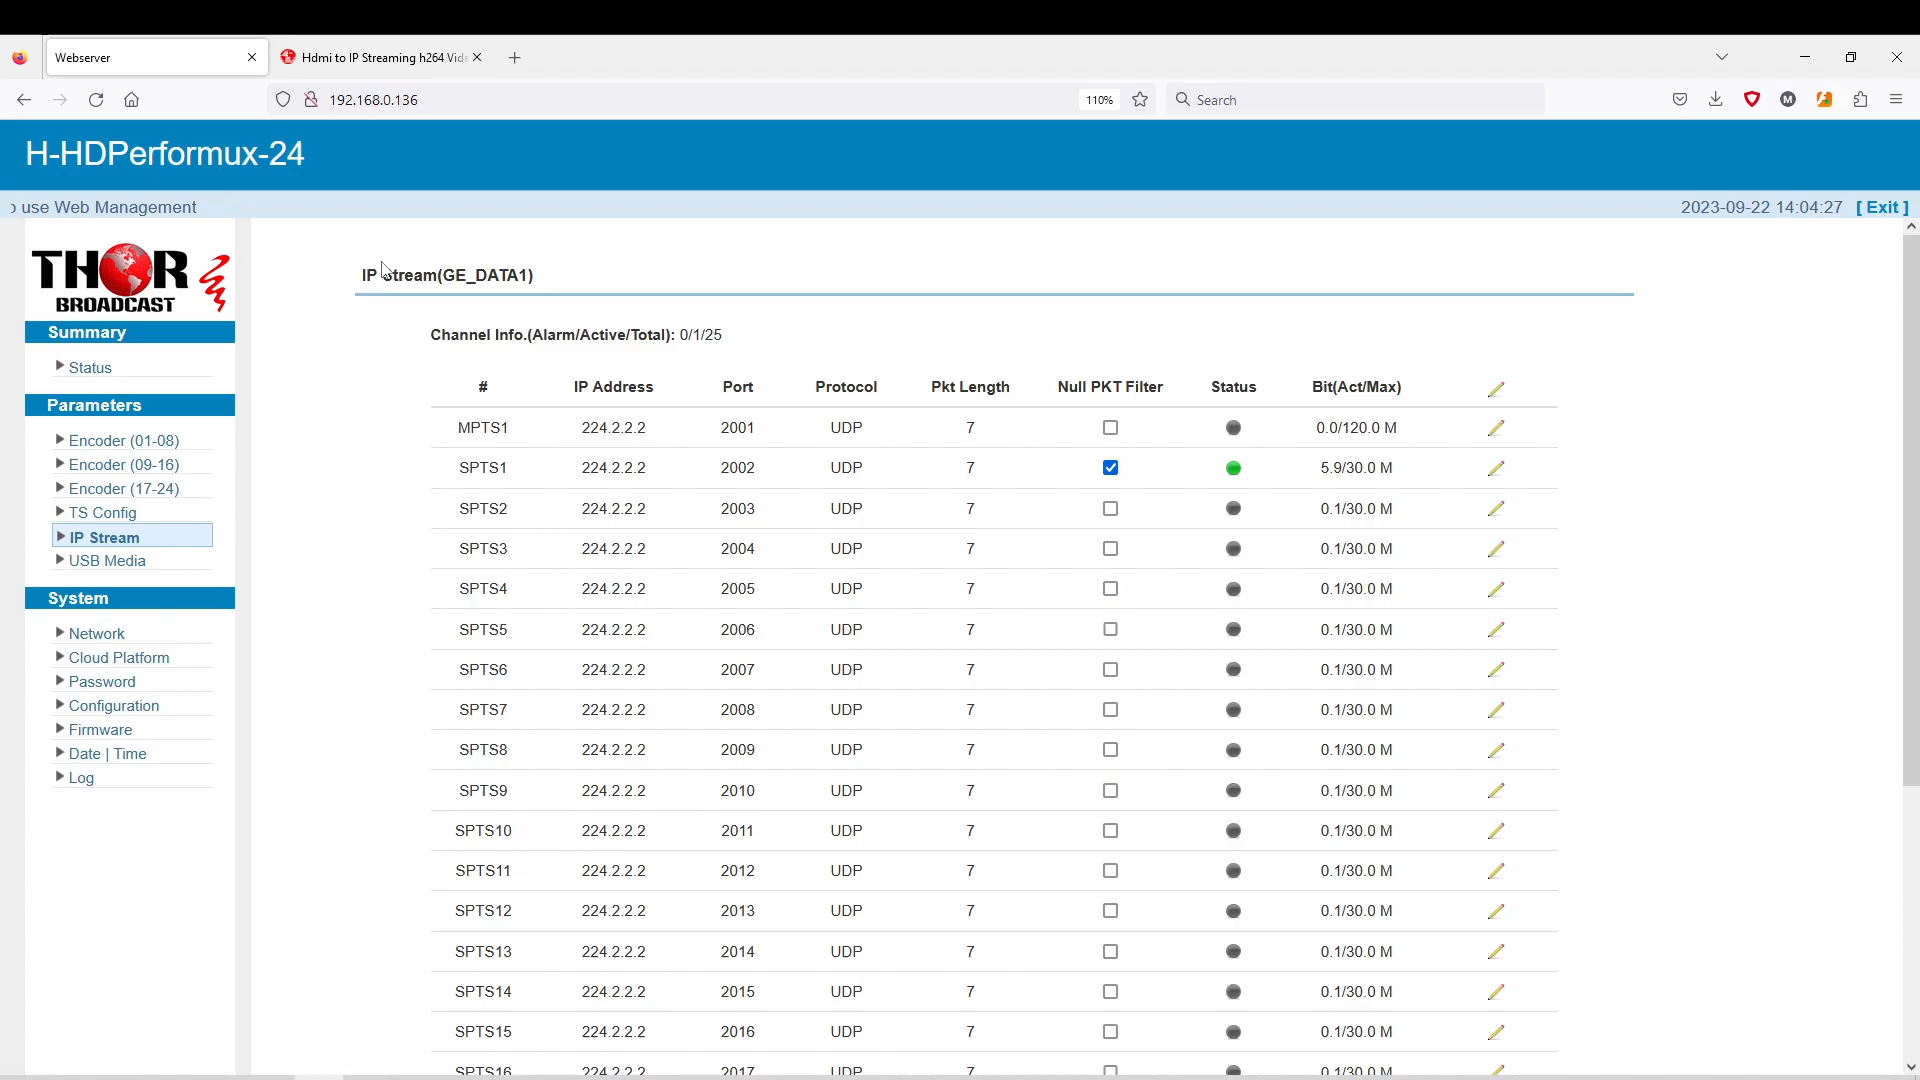 Webserver
Hdmi to IP Streaming h264 Vid
192.168.0.136
110%
Search
M
H-HDPerformux-24
use Web Management
2023-09-22 14:04:27 [ Exit ]
THOR
BROADCAST
Summary
Status
Parameters
Encoder (01-08)
Encoder (09-16)
Encoder (17-24)
TS Config
IP Stream
USB Media
System
Network
Cloud Platform
Password
Configuration
Firmware
Date | Time
Log
IP Stream(GE_DATA1)
Channel Info.(Alarm/Active/Total): 0/1/25
# IP Address Port Protocol Pkt Length Null PKT Filter Status Bit(Act/Max)
MPTS1 224.2.2.2 2001 UDP 7 0.0/120.0 M
SPTS1 224.2.2.2 2002 UDP 7 5.9/30.0 M
SPTS2 224.2.2.2 2003 UDP 7 0.1/30.0 M
SPTS3 224.2.2.2 2004 UDP 7 0.1/30.0 M
SPTS4 224.2.2.2 2005 UDP 7 0.1/30.0 M
SPTS5 224.2.2.2 2006 UDP 7 0.1/30.0 M
SPTS6 224.2.2.2 2007 UDP 7 0.1/30.0 M
SPTS7 224.2.2.2 2008 UDP 7 0.1/30.0 M
SPTS8 224.2.2.2 2009 UDP 7 0.1/30.0 M
SPTS9 224.2.2.2 2010 UDP 7 0.1/30.0 M
SPTS10 224.2.2.2 2011 UDP 7 0.1/30.0 M
SPTS11 224.2.2.2 2012 UDP 7 0.1/30.0 M
SPTS12 224.2.2.2 2013 UDP 7 0.1/30.0 M
SPTS13 224.2.2.2 2014 UDP 7 0.1/30.0 M
SPTS14 224.2.2.2 2015 UDP 7 0.1/30.0 M
SPTS15 224.2.2.2 2016 UDP 7 0.1/30.0 M
SPTS16 224.2.2.2 2017 UDP 7 0.1/30.0 M